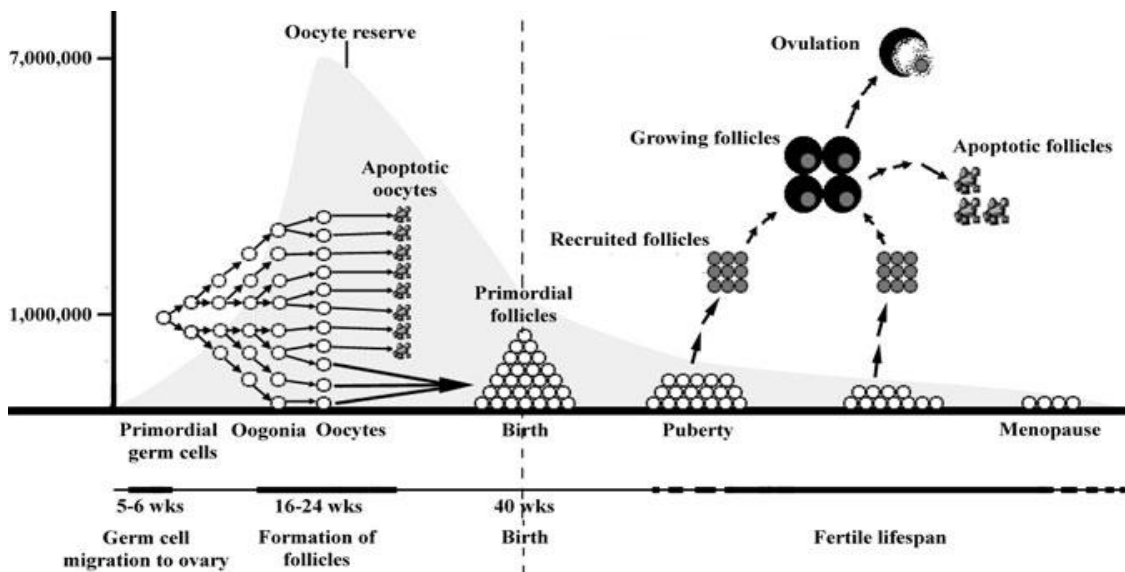 Oocyte reserve
7,000,000
Ovulation
Growing follicles
Apoptotic follicles
Apoptotic
oocytes
Recruited follicles
Primordial
follicles
1,000,000
Primordial
germ cells
Oogonia
Oocytes
Birth
Puberty
Menopause
5-6 wks
16-24 wks
40 wks
Germ cell
migration to ovary
Formation of
follicles
Birth
Fertile lifespan